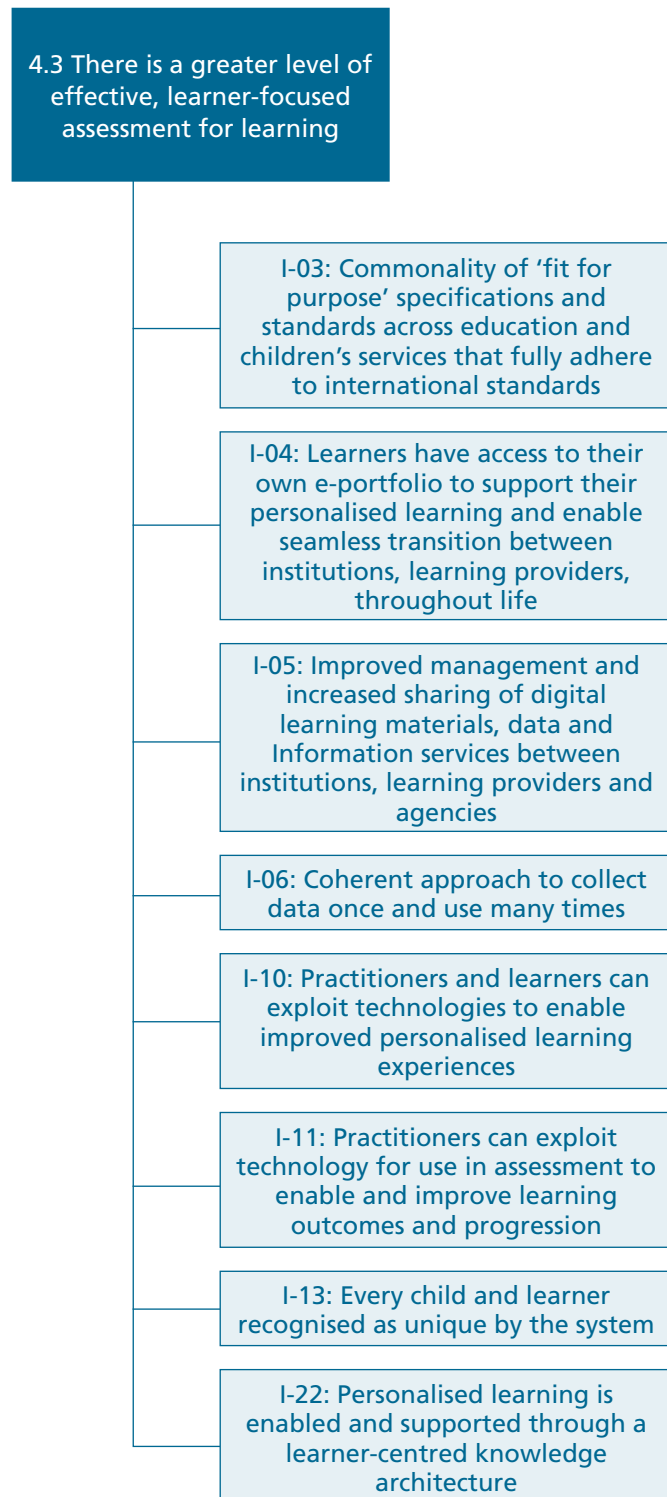 4.3 There is a greater level of
effective, learner-focused
assessment for learning
I-03: Commonality of ‘fit for
purpose’ specifications and
standards across education and
children’s services that fully adhere
to international standards
I-04: Learners have access to their
own e-portfolio to support their
personalised learning and enable
seamless transition between
institutions, learning providers,
throughout life
I-05: Improved management and
increased sharing of digital
learning materials, data and
Information services between
institutions, learning providers and
agencies
I-06: Coherent approach to collect
data once and use many times
I-10: Practitioners and learners can
exploit technologies to enable
improved personalised learning
experiences
I-11: Practitioners can exploit
technology for use in assessment to
enable and improve learning
outcomes and progression
I-13: Every child and learner
recognised as unique by the system
I-22: Personalised learning is
enabled and supported through a
learner-centred knowledge
architecture